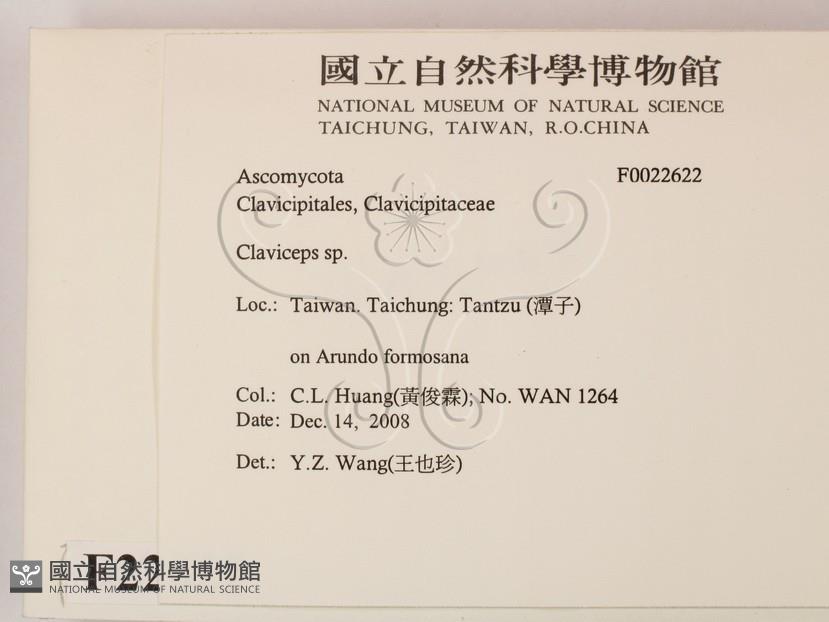 國立自然科學博物館
NATIONAL MUSEUM OF NATURAL SCIENCE
TAICHUNG, TAIWAN, R.O.CHINA
Ascomycota F0022622
Clavicipitales, Clavicipitaceae
Claviceps sp.
Loc.: Taiwan. Taichung: Tantzu (潭子)
on Arundo formosana
Col.: C.L. Huang(黃俊霖); No. WAN 1264
Date: Dec. 14, 2008
Det.: Y.Z. Wang(王也珍)
F22
國立自然科學博物館
NATIONAL MUSEUM OF NATURAL SCIENCE